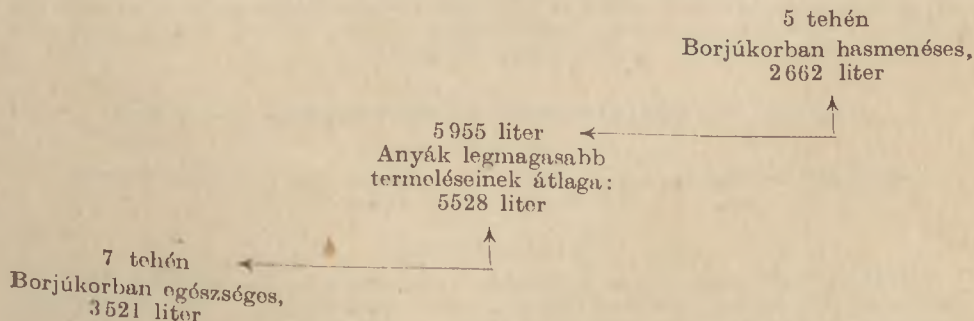 5 tehén
Borjúkorban hasmenéses,
2662 liter
5955 liter
Anyák legmagasabb
termeléseinek átlaga:
5528 liter
7 tehén
Borjúkorban egészséges,
3521 liter